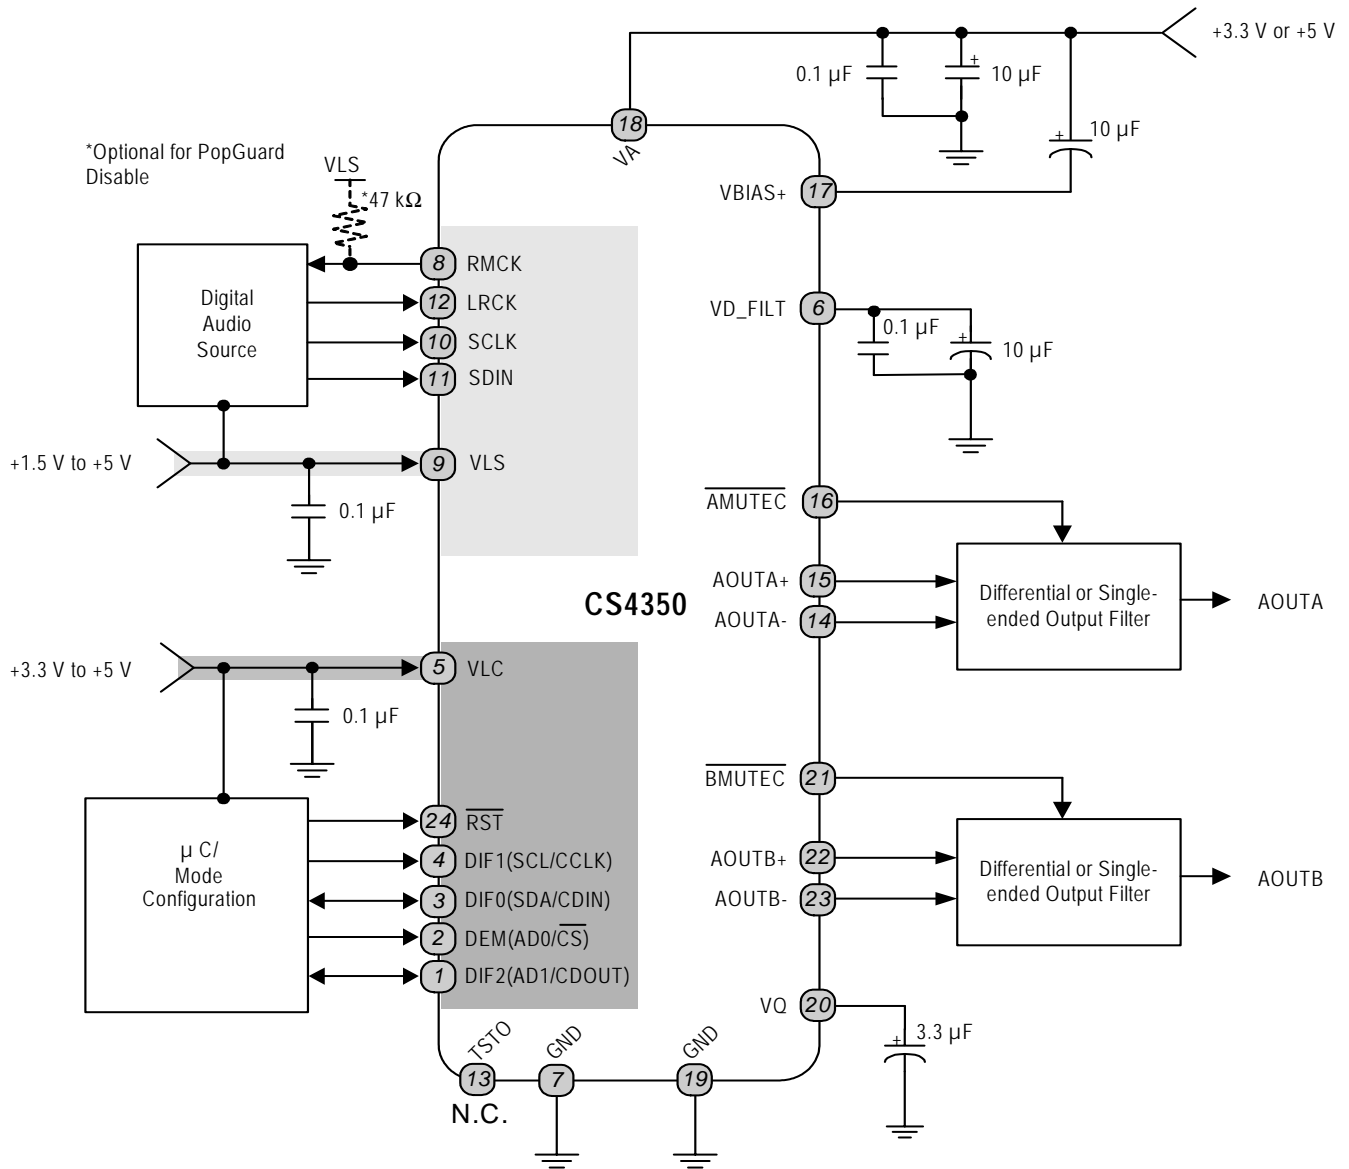 +3.3 V or +5 V
0.1 µF
10 µF
10 µF
18
VA
*Optional for PopGuard
Disable
VLS
*47 kΩ
VBIAS+
17
8
RMCK
12
LRCK
10
SCLK
11
SDIN
Digital
Audio
Source
VD_FILT
6
0.1 µF
10 µF
+1.5 V to +5 V
9
VLS
0.1 µF
AMUTEC
16
AOUTA+
15
AOUTA-
14
Differential or Single-
ended Output Filter
AOUTA
CS4350
+3.3 V to +5 V
5
VLC
0.1 µF
BMUTEC
21
AOUTB+
22
AOUTB-
23
Differential or Single-
ended Output Filter
AOUTB
µ C/
Mode
Configuration
24
RST
4
DIF1(SCL/CCLK)
3
DIF0(SDA/CDIN)
2
DEM(AD0/CS)
1
DIF2(AD1/CDOUT)
VQ
20
3.3 µF
TSTO
13
N.C.
GND
7
GND
19